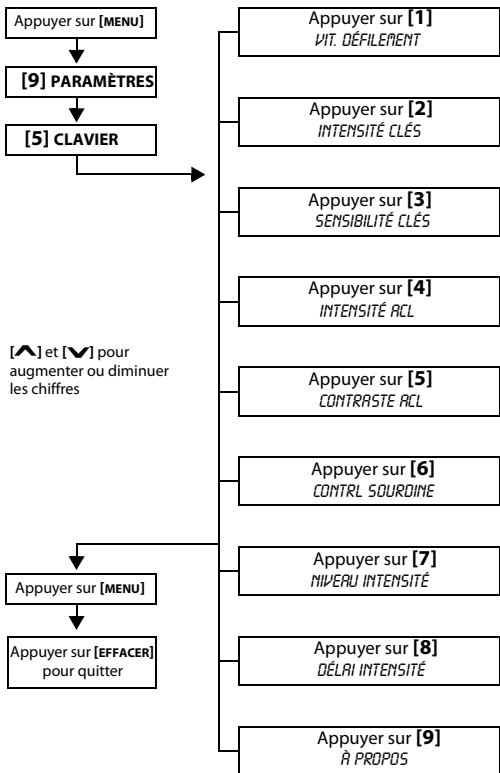 Appuyer sur [MENU]
[9] PARAMÈTRES
[5] CLAVIER
[∧] et [∨] pour
augmenter ou diminuer
les chiffres
Appuyer sur [MENU]
Appuyer sur [EFFACER]
pour quitter
Appuyer sur [1]
VIT. DÉFILEMENT
Appuyer sur [2]
INTENSITÉ CLÉS
Appuyer sur [3]
SENSIBILITÉ CLÉS
Appuyer sur [4]
INTENSITÉ ACL
Appuyer sur [5]
CONTRASTE ACL
Appuyer sur [6]
CONTRL SOURDINE
Appuyer sur [7]
NIVEAU INTENSITÉ
Appuyer sur [8]
DÉLAI INTENSITÉ
Appuyer sur [9]
À PROPOS